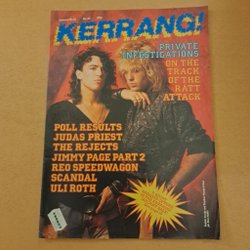 KERRANG!
PRIVATE
INVESTIGATIONS
ON THE
TRACK
OF THE
RATT
ATTACK
POLL RESULTS
JUDAS PRIEST
THE REJECTS
JIMMY PAGE PART 2
REO SPEEDWAGON
SCANDAL
ULI ROTH